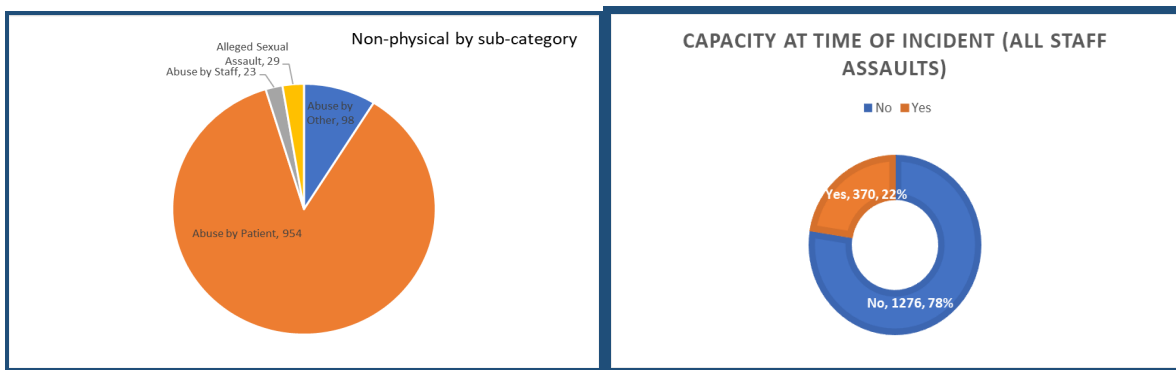 Non-physical by sub-category
Alleged Sexual
Assault, 29
Abuse by Staff, 23
Abuse by
Other, 98
Abuse by Patient, 954
CAPACITY AT TIME OF INCIDENT (ALL STAFF
ASSAULTS)
No Yes
Yes, 370, 22%
No, 1276, 78%